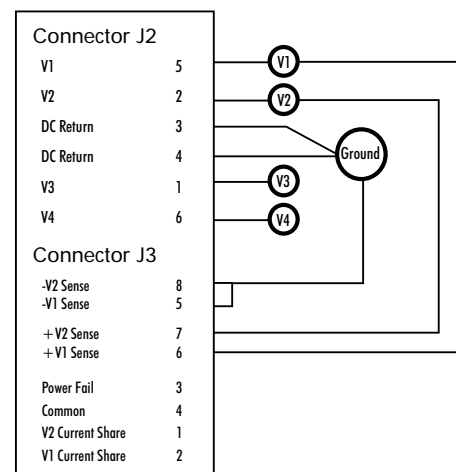 Connector J2
V1 5 V1
V2 2 V2
DC Return 3
DC Return 4 Ground
V3 1 V3
V4 6 V4
Connector J3
-V2 Sense 8
-V1 Sense 5
+V2 Sense 7
+V1 Sense 6
Power Fail 3
Common 4
V2 Current Share 1
V1 Current Share 2